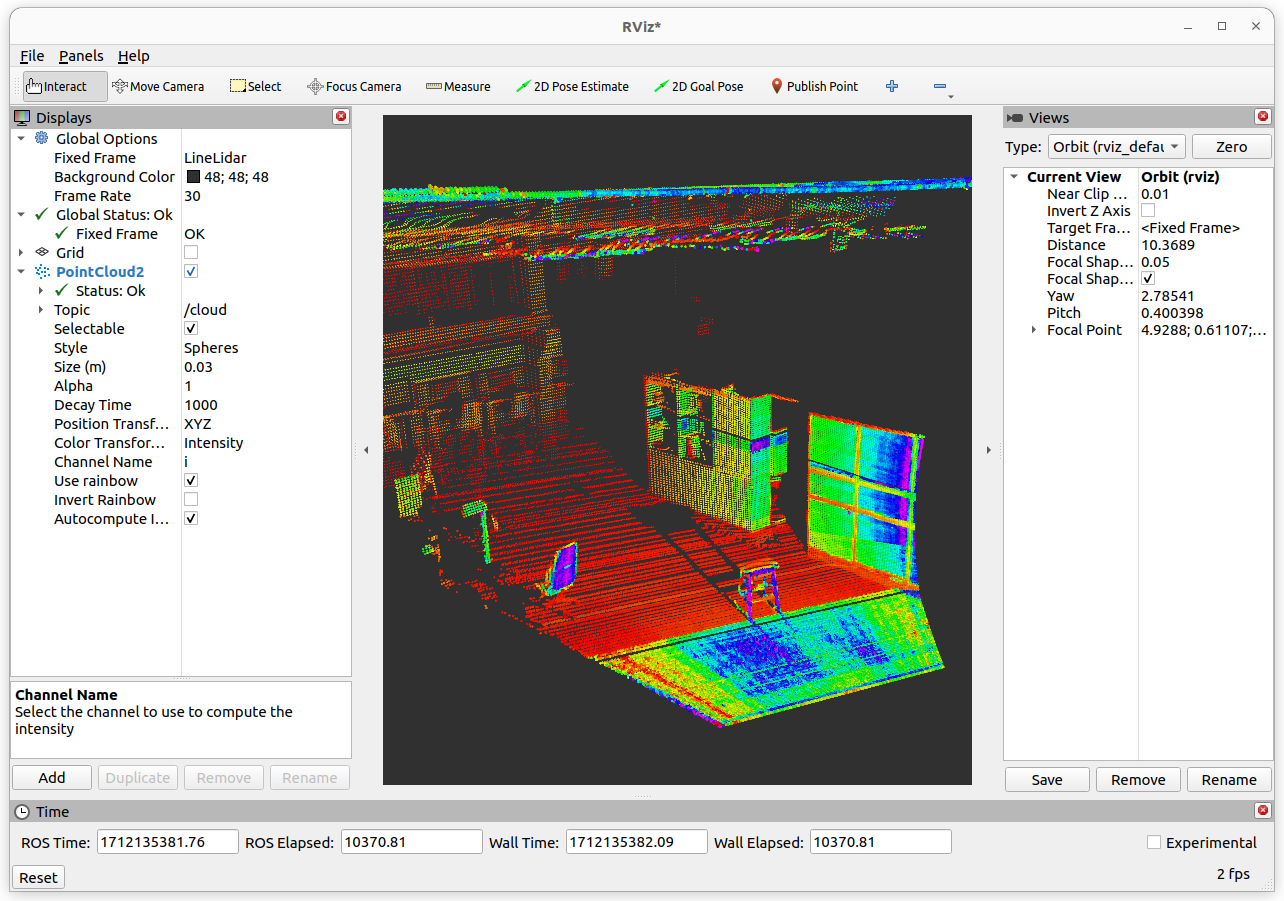 RViz*
File Panels Help
Interact Move Camera Select Focus Camera Measure 2D Pose Estimate 2D Goal Pose Publish Point
Displays
Global Options
Fixed Frame LineLidar
Background Color 48; 48; 48
Frame Rate 30
Global Status: Ok
Fixed Frame OK
Grid
PointCloud2
Status: Ok
Topic /cloud
Selectable
Style Spheres
Size (m) 0.03
Alpha 1
Decay Time 1000
Position Transf... XYZ
Color Transfor... Intensity
Channel Name i
Use rainbow
Invert Rainbow
Autocompute I...
Channel Name
Select the channel to use to compute the
intensity
Add Duplicate Remove Rename
Views
Type: Orbit (rviz_defau Zero
Current View Orbit (rviz)
Near Clip ... 0.01
Invert Z Axis
Target Fra... <Fixed Frame>
Distance 10.3689
Focal Shap... 0.05
Focal Shap...
Yaw 2.78541
Pitch 0.400398
Focal Point 4.9288; 0.61107;...
Save Remove Rename
Time
ROS Time: 1712135381.76 ROS Elapsed: 10370.81 Wall Time: 1712135382.09 Wall Elapsed: 10370.81 Experimental
Reset 2 fps